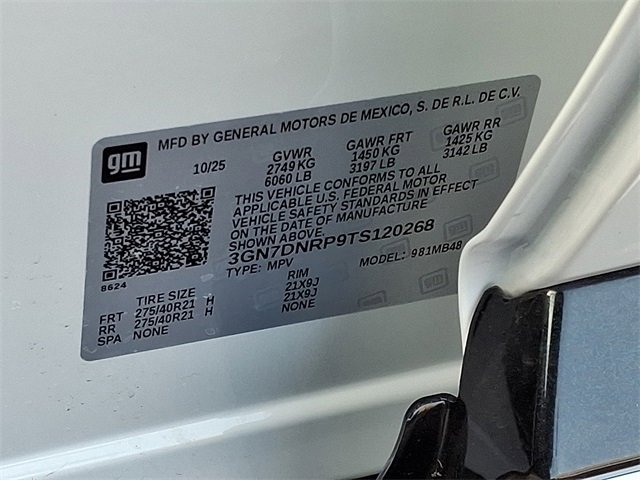 gm
MFD BY GENERAL MOTORS DE MEXICO, S. DE R.L. DE C.V.
10/25 GVWR GAWR FRT GAWR RR
2749 KG 1450 KG 1425 KG
6060 LB 3197 LB 3142 LB
THIS VEHICLE CONFORMS TO ALL
APPLICABLE U.S. FEDERAL MOTOR
VEHICLE SAFETY STANDARDS IN EFFECT
ON THE DATE OF MANUFACTURE
SHOWN ABOVE.
3GN7DNRP9TS120268
TYPE: MPV MODEL: 981MB48
8624
TIRE SIZE RIM
FRT 275/40R21 H 21X9J
RR 275/40R21 H 21X9J
SPA NONE NONE